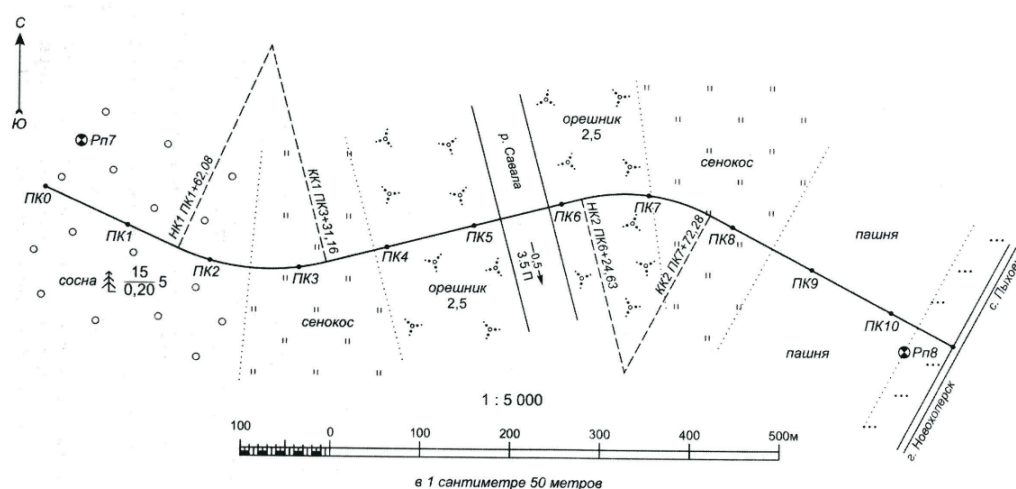 С
Ю
Рп7
ПК0
ПК1
НК1 ПК1+62,08
ПК2
КК1 ПК3+31,16
ПК3
ПК4
ПК5
р. Савала
ПК6
НК2 ПК6+24,63
ПК7
КК2 ПК7+72,28
ПК8
ПК9
ПК10
Рп8
орешник
2,5
сенокос
пашня
сосна 15 5
0,20
сенокос
орешник
2,5
0,5
3,5 П
пашня
г. Новохоперск
1 : 5 000
100 0 100 200 300 400 500м
в 1 сантиметре 50 метров